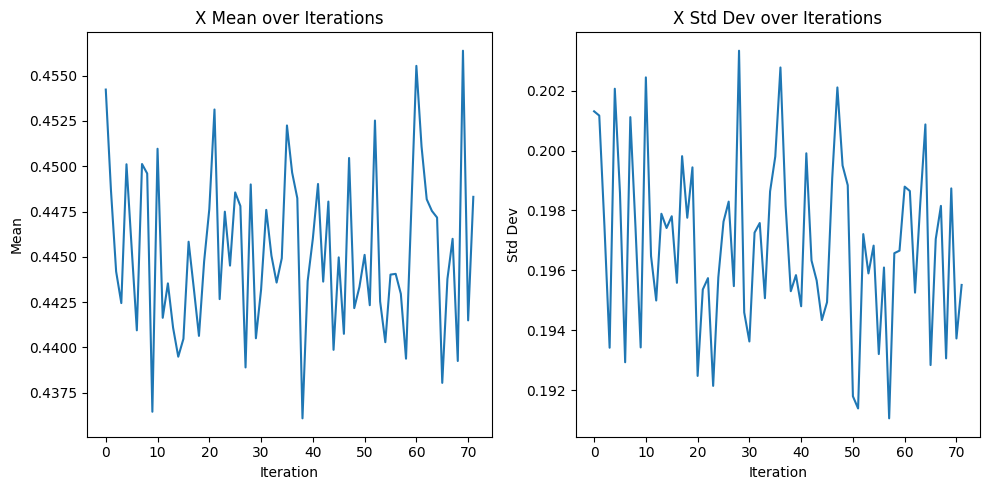 X Mean over Iterations
0.4550
0.4525
0.4500
0.4475
0.4450
0.4425
0.4400
0.4375
Mean
0 10 20 30 40 50 60 70
Iteration
X Std Dev over Iterations
0.202
0.200
0.198
0.196
0.194
0.192
Std Dev
0 10 20 30 40 50 60 70
Iteration